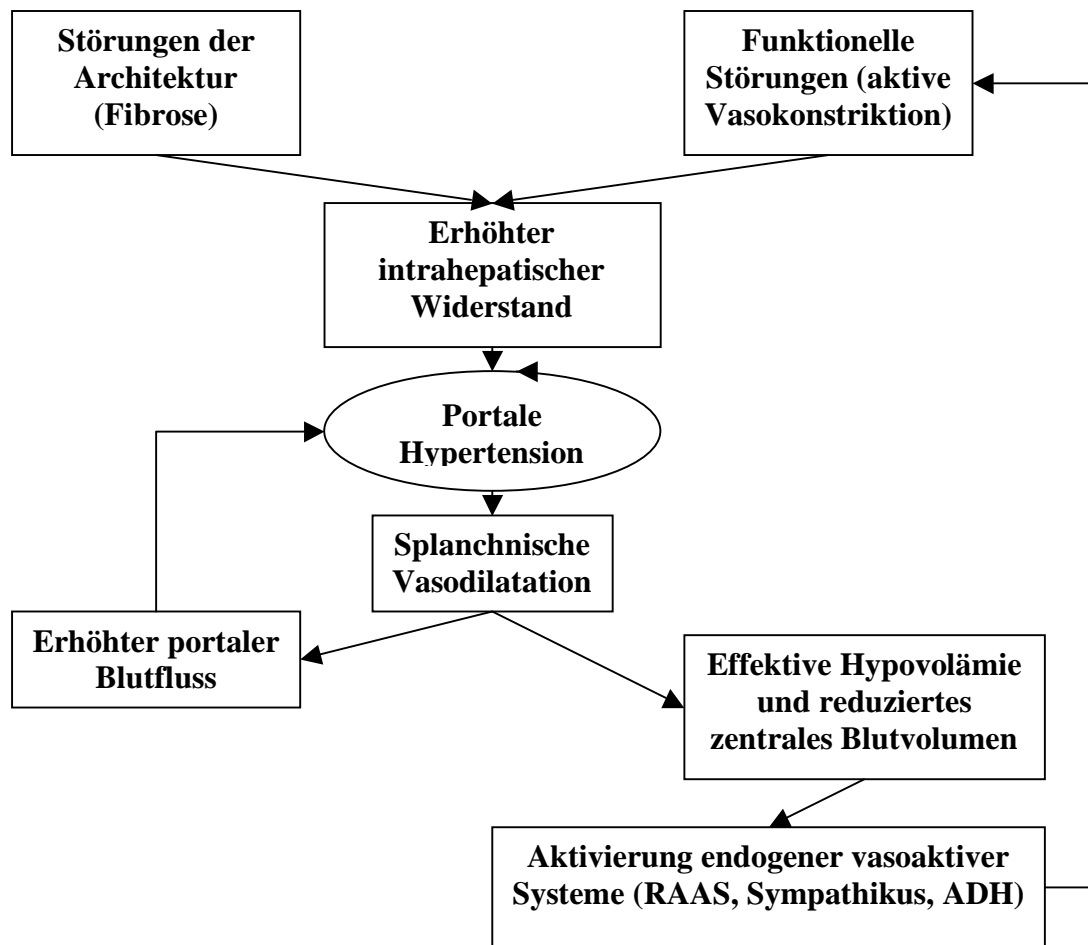 Störungen der
Architektur
(Fibrose)
Funktionelle
Störungen (aktive
Vasokonstriktion)
Erhöhter
intrahepatischer
Widerstand
Portale
Hypertension
Splanchnische
Vasodilatation
Erhöhter portaler
Blutfluss
Effektive Hypovolämie
und reduziertes
zentrales Blutvolumen
Aktivierung endogener vasoaktiver
Systeme (RAAS, Sympathikus, ADH)